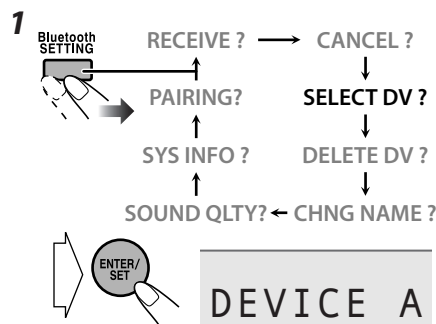 1
Bluetooth
SETTING
RECEIVE ? → CANCEL ?
PAIRING? SELECT DV ?
SYS INFO ? DELETE DV ?
SOUND QLTY? ← CHNG NAME ?
ENTER/
SET
DEVICE A